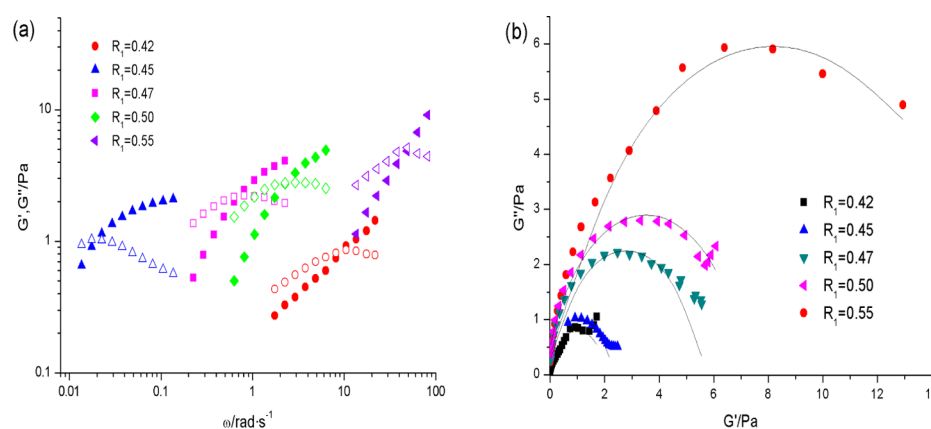 (a)
R₁=0.42
R₁=0.45
R₁=0.47
R₁=0.50
R₁=0.55
G',G''/Pa
10
1
0.1
0.01 0.1 1 10 100
ω/rad·s⁻¹
(b)
G''/Pa
6
5
4
3
2
1
0
R₁=0.42
R₁=0.45
R₁=0.47
R₁=0.50
R₁=0.55
0 2 4 6 8 10 12
G'/Pa